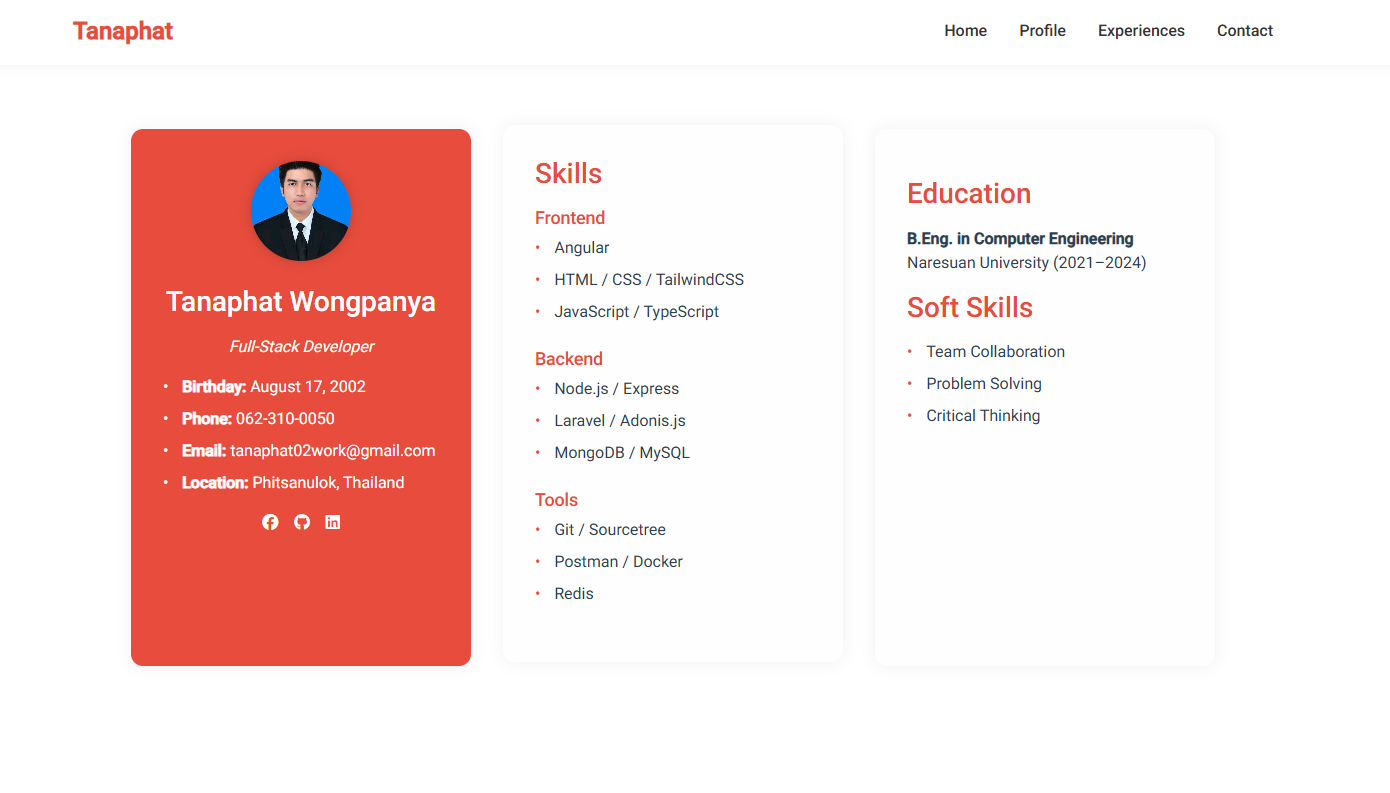 Tanaphat
Home
Profile
Experiences
Contact
Tanaphat Wongpanya
Full-Stack Developer
• Birthday: August 17, 2002
• Phone: 062-310-0050
• Email: tanaphat02work@gmail.com
• Location: Phitsanulok, Thailand
Skills
Frontend
• Angular
• HTML / CSS / TailwindCSS
• JavaScript / TypeScript
Backend
• Node.js / Express
• Laravel / Adonis.js
• MongoDB / MySQL
Tools
• Git / Sourcetree
• Postman / Docker
• Redis
Education
B.Eng. in Computer Engineering
Naresuan University (2021–2024)
Soft Skills
• Team Collaboration
• Problem Solving
• Critical Thinking